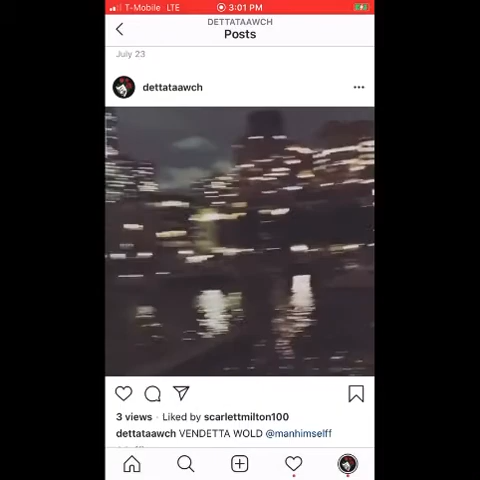 T-Mobile LTE 3:01 PM
DETTATAAWCH
Posts
July 23
dettataawch
3 views · Liked by scarlettmilton100
dettataawch VENDETTA WOLD @manhimselff